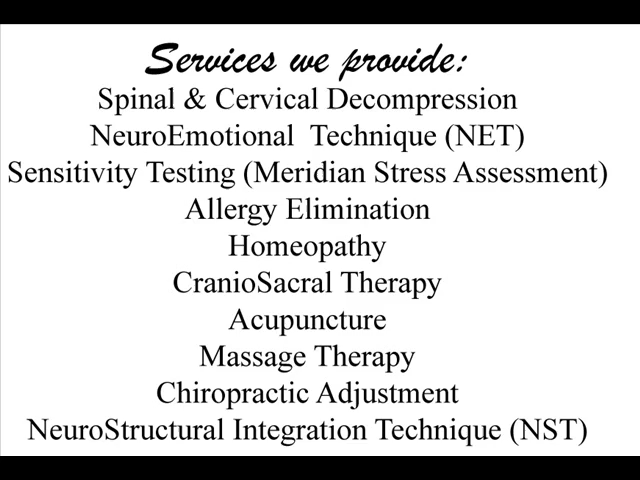 Services we provide:
Spinal & Cervical Decompression
NeuroEmotional Technique (NET)
Sensitivity Testing (Meridian Stress Assessment)
Allergy Elimination
Homeopathy
CranioSacral Therapy
Acupuncture
Massage Therapy
Chiropractic Adjustment
NeuroStructural Integration Technique (NST)